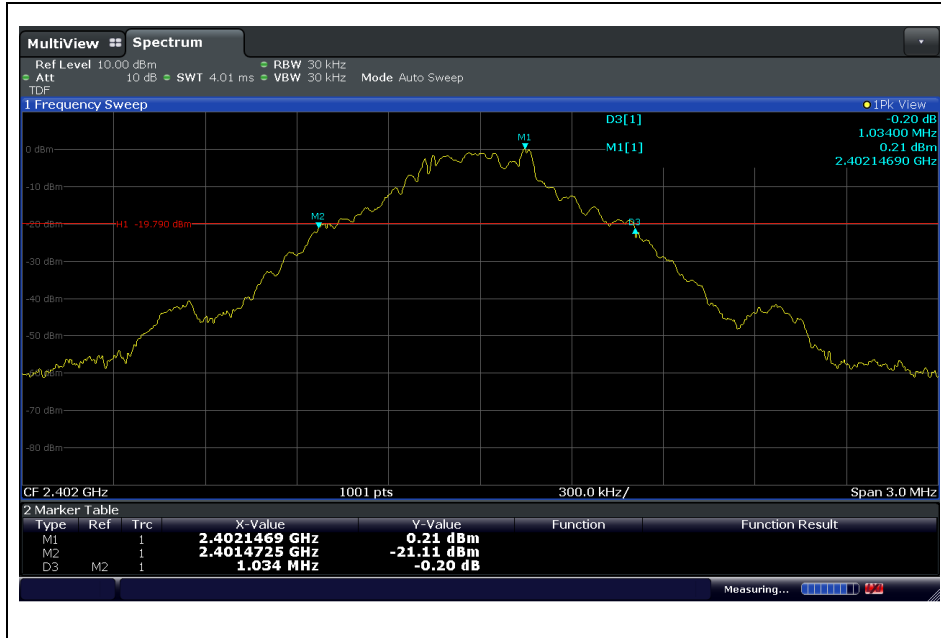 MultiView Spectrum
Ref Level 10.00 dBm RBW 30 kHz
Att 10 dB SWT 4.01 ms VBW 30 kHz Mode Auto Sweep
TDF
1 Frequency Sweep 1Pk View
D3[1] -0.20 dB
1.03400 MHz
M1[1] 0.21 dBm
2.40214690 GHz
M1
0 dBm
-10 dBm
M2
-20 dBm
H1 -19.790 dBm
D3
-30 dBm
-40 dBm
-50 dBm
-60 dBm
-70 dBm
-80 dBm
CF 2.402 GHz 1001 pts 300.0 kHz/ Span 3.0 MHz
2 Marker Table
Type Ref Trc X-Value Y-Value Function Function Result
M1 1 2.4021469 GHz 0.21 dBm
M2 1 2.4014725 GHz -21.11 dBm
D3 M2 1 1.034 MHz -0.20 dB
Measuring...